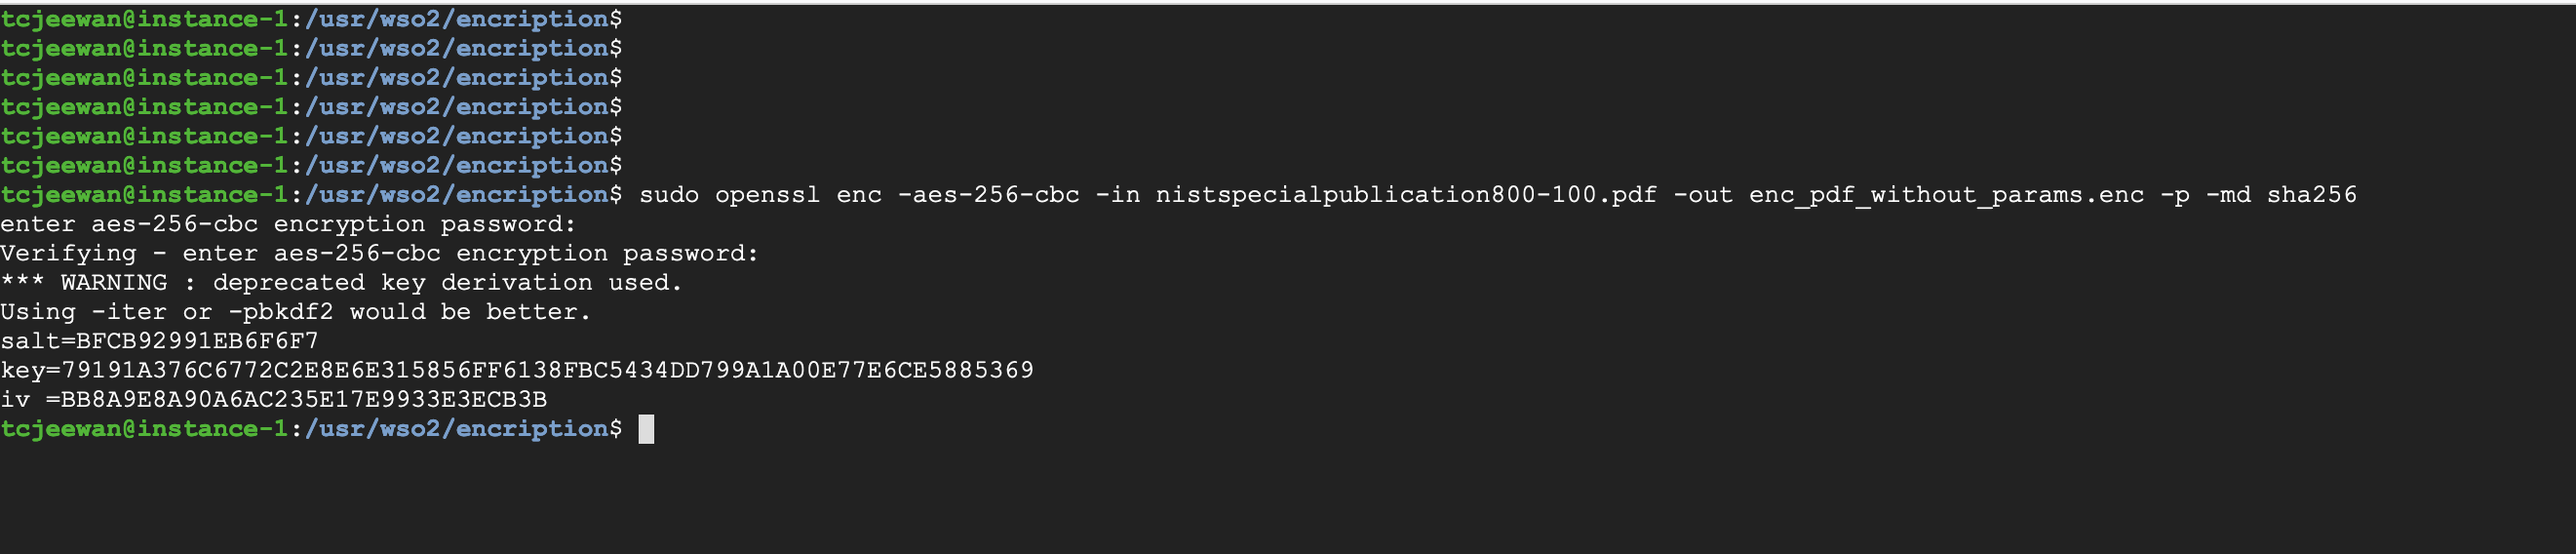 tcjeewan@instance-1:/usr/wso2/encription$
tcjeewan@instance-1:/usr/wso2/encription$
tcjeewan@instance-1:/usr/wso2/encription$
tcjeewan@instance-1:/usr/wso2/encription$
tcjeewan@instance-1:/usr/wso2/encription$
tcjeewan@instance-1:/usr/wso2/encription$
tcjeewan@instance-1:/usr/wso2/encription$ sudo openssl enc -aes-256-cbc -in nistspecialpublication800-100.pdf -out enc_pdf_without_params.enc -p -md sha256
enter aes-256-cbc encryption password:
Verifying - enter aes-256-cbc encryption password:
*** WARNING : deprecated key derivation used.
Using -iter or -pbkdf2 would be better.
salt=BFCB92991EB6F6F7
key=79191A376C6772C2E8E6E315856FF6138FBC5434DD799A1A00E77E6CE5885369
iv =BB8A9E8A90A6AC235E17E9933E3ECB3B
tcjeewan@instance-1:/usr/wso2/encription$